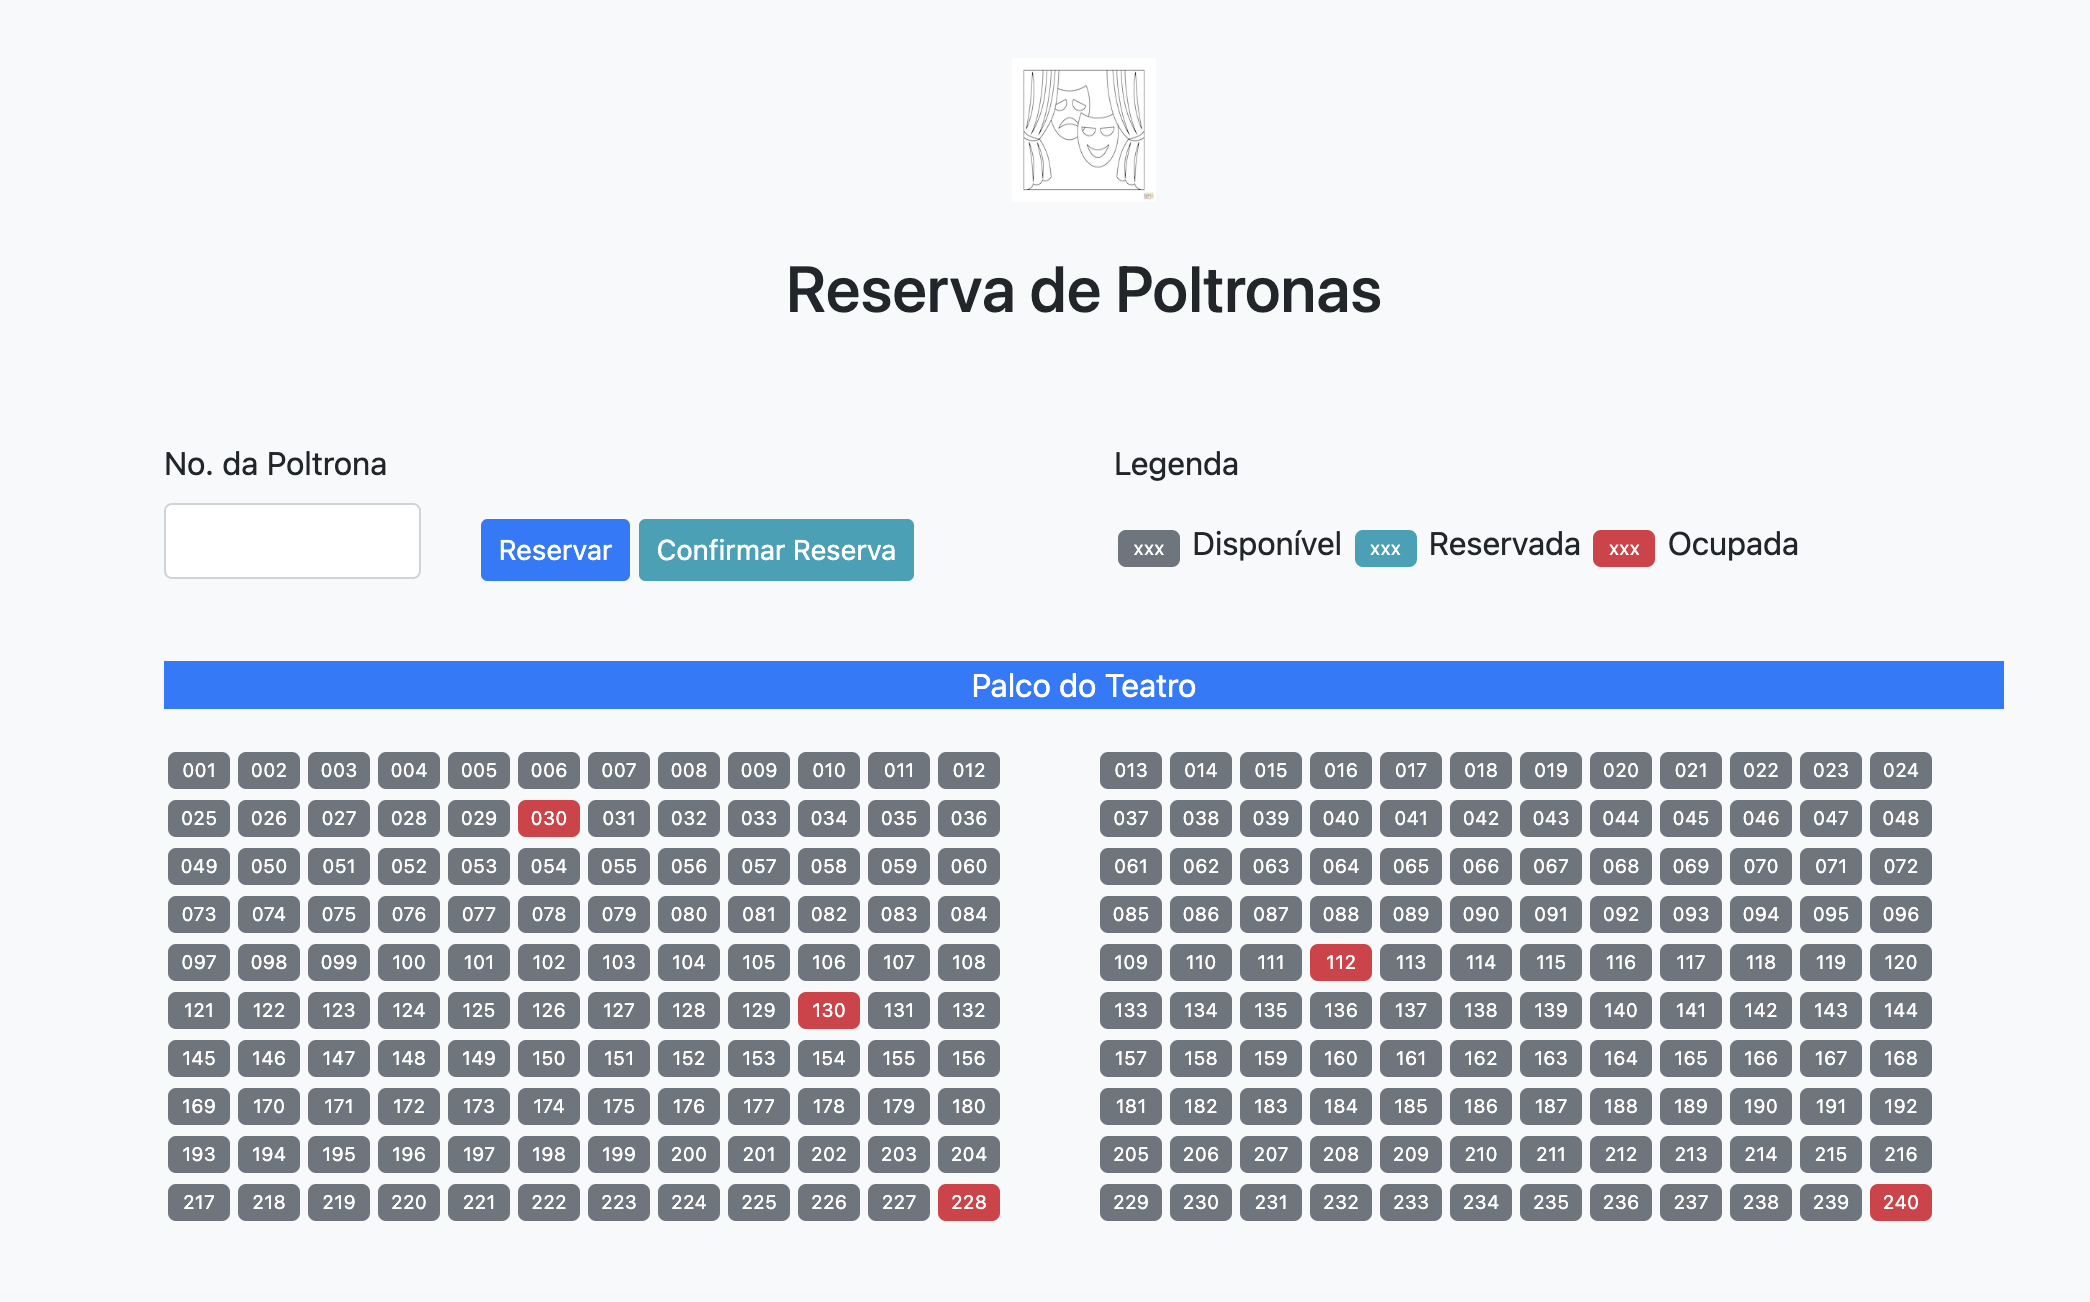 Reserva de Poltronas
No. da Poltrona
Legenda
Reservar Confirmar Reserva
xxx Disponível xxx Reservada xxx Ocupada
Palco do Teatro
001 002 003 004 005 006 007 008 009 010 011 012 013 014 015 016 017 018 019 020 021 022 023 024
025 026 027 028 029 030 031 032 033 034 035 036 037 038 039 040 041 042 043 044 045 046 047 048
049 050 051 052 053 054 055 056 057 058 059 060 061 062 063 064 065 066 067 068 069 070 071 072
073 074 075 076 077 078 079 080 081 082 083 084 085 086 087 088 089 090 091 092 093 094 095 096
097 098 099 100 101 102 103 104 105 106 107 108 109 110 111 112 113 114 115 116 117 118 119 120
121 122 123 124 125 126 127 128 129 130 131 132 133 134 135 136 137 138 139 140 141 142 143 144
145 146 147 148 149 150 151 152 153 154 155 156 157 158 159 160 161 162 163 164 165 166 167 168
169 170 171 172 173 174 175 176 177 178 179 180 181 182 183 184 185 186 187 188 189 190 191 192
193 194 195 196 197 198 199 200 201 202 203 204 205 206 207 208 209 210 211 212 213 214 215 216
217 218 219 220 221 222 223 224 225 226 227 228 229 230 231 232 233 234 235 236 237 238 239 240